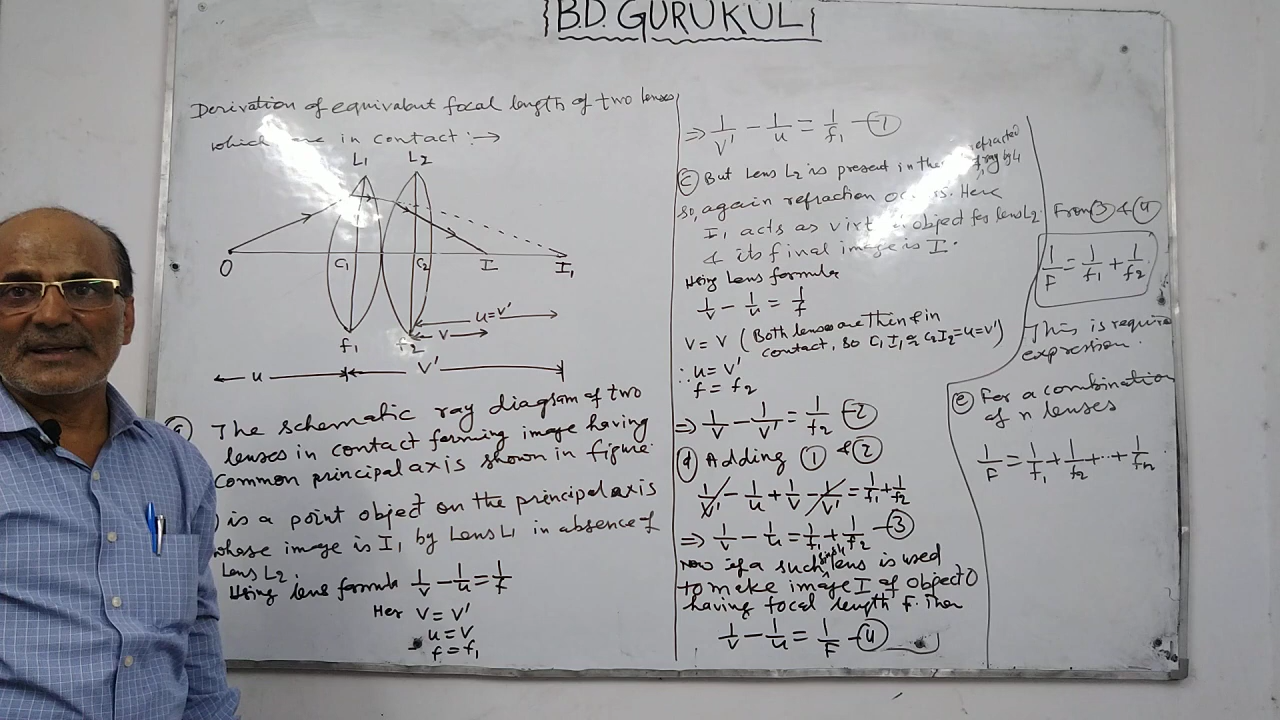 B.D. GURUKUL
Derivation of equivalent focal length of two lenses
which are in contact :→
L₁ L₂
O C₁ C₂ I I₁
u=v'
v
f₁ f₂
u v'
The schematic ray diagram of two
lenses in contact forming image having
Common principal axis is shown in figure.
is a point object on the principal axis
whose image is I₁ by Lens L₁ in absence of
Lens L₂.
Using lens formula 1/v - 1/u = 1/f
Her v = v'
u = v
f = f₁
⇒ 1/v' - 1/u = 1/f₁ —①
ⓒ But Lens L₂ is present in the refracted
ray by L₁
so, again refraction occurs. Here
I₁ acts as virtual object for lens L₂
& its final image is I.
Using Lens formula
1/v - 1/u = 1/f
v = v (Both lenses are thin & in
contact, so C₁I₁ ≈ C₂I₂ = u = v')
∴ u = v'
f = f₂
⇒ 1/v - 1/v' = 1/f₂ —②
ⓓ Adding ① & ②
1/v' - 1/u + 1/v - 1/v' = 1/f₁ + 1/f₂
⇒ 1/v - 1/u = 1/f₁ + 1/f₂ —③
Now if a such single lens is used
to make image I of object O
having focal length F. Then
1/v - 1/u = 1/F —④
From ③ & ④
1/F = 1/f₁ + 1/f₂
This is require
expression.
ⓔ For a combination
of n lenses
1/F = 1/f₁ + 1/f₂ + ··· + 1/fn